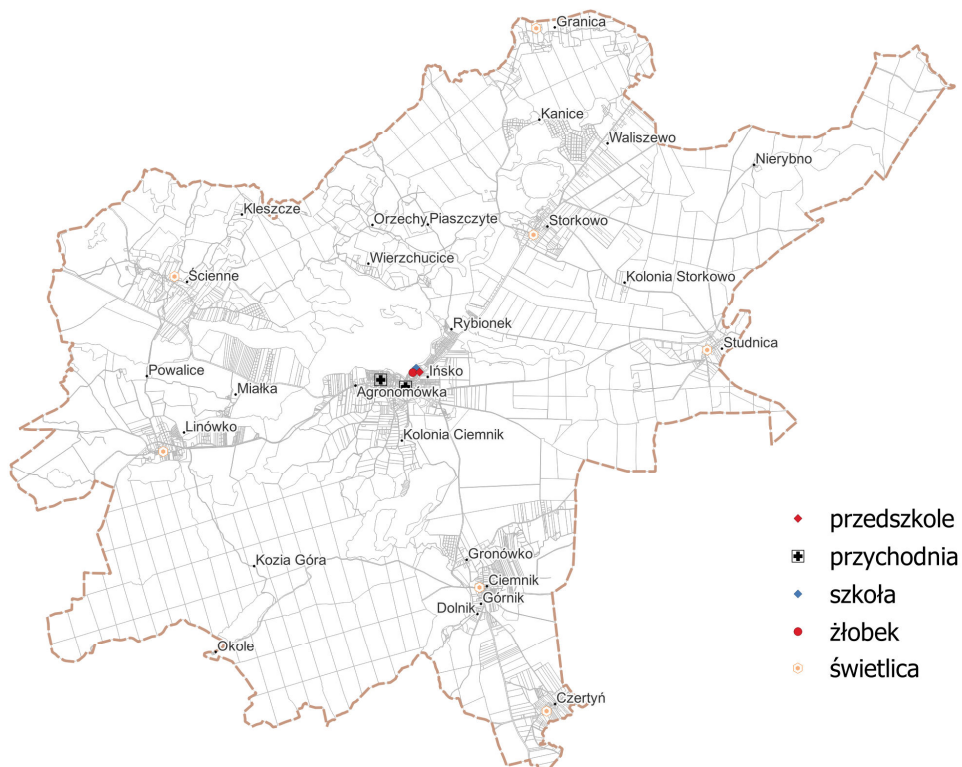 Granica
Kanice
Waliszewo
Nierybno
Kleszcze
Orzechy
Piaszczyte
Storkowo
Wierzchucice
Ścienne
Kolonia Storkowo
Rybionek
Studnica
Powalice
Ińsko
Miałka
Agronomówka
Linówko
Kolonia Ciemnik
Gronówko
Kozia Góra
Ciemnik
Górnik
Dolnik
Okole
Czertyń
przedszkole
przychodnia
szkoła
żłobek
świetlica